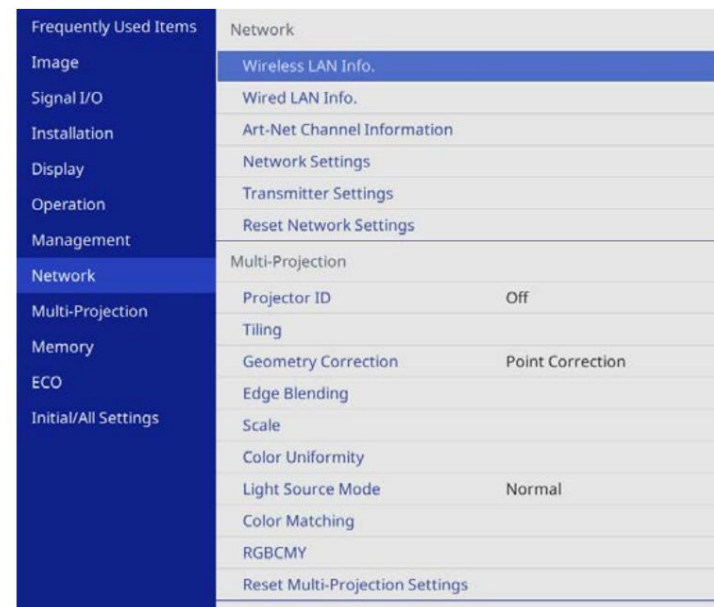 Frequently Used Items
Image
Signal I/O
Installation
Display
Operation
Management
Network
Multi-Projection
Memory
ECO
Initial/All Settings
Network
Wireless LAN Info.
Wired LAN Info.
Art-Net Channel Information
Network Settings
Transmitter Settings
Reset Network Settings
Multi-Projection
Projector ID Off
Tiling
Geometry Correction Point Correction
Edge Blending
Scale
Color Uniformity
Light Source Mode Normal
Color Matching
RGBCMY
Reset Multi-Projection Settings